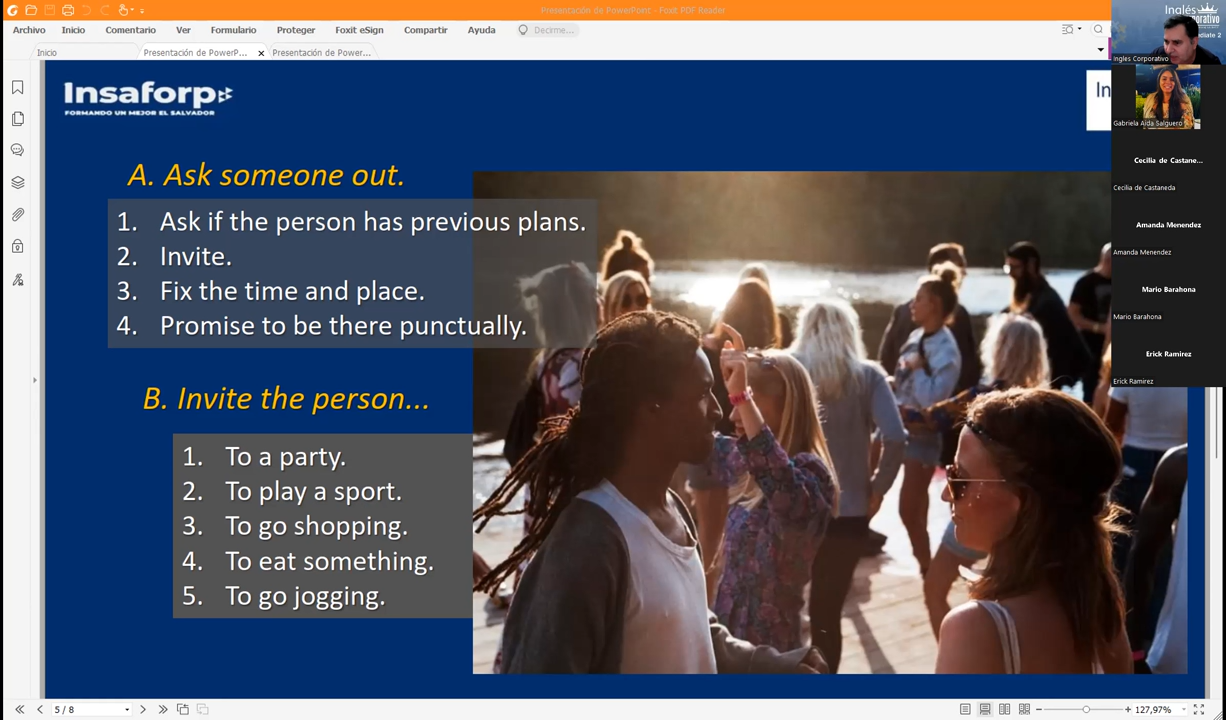 Presentación de PowerPoint - Foxit PDF Reader
Archivo Inicio Comentario Ver Formulario Proteger Foxit eSign Compartir Ayuda Decirme...
Inicio Presentación de PowerP... Presentación de Power...
Inglés
Corporativo
Ingles Corporativo
Insaforp
FORMANDO UN MEJOR EL SALVADOR
In
Gabriela Aida Salguero
Cecilia de Castane...
Cecilia de Castaneda
Amanda Menendez
Amanda Menendez
Mario Barahona
Mario Barahona
Erick Ramirez
Erick Ramirez
A. Ask someone out.
1. Ask if the person has previous plans.
2. Invite.
3. Fix the time and place.
4. Promise to be there punctually.
B. Invite the person...
1. To a party.
2. To play a sport.
3. To go shopping.
4. To eat something.
5. To go jogging.
5 / 8
127,97%